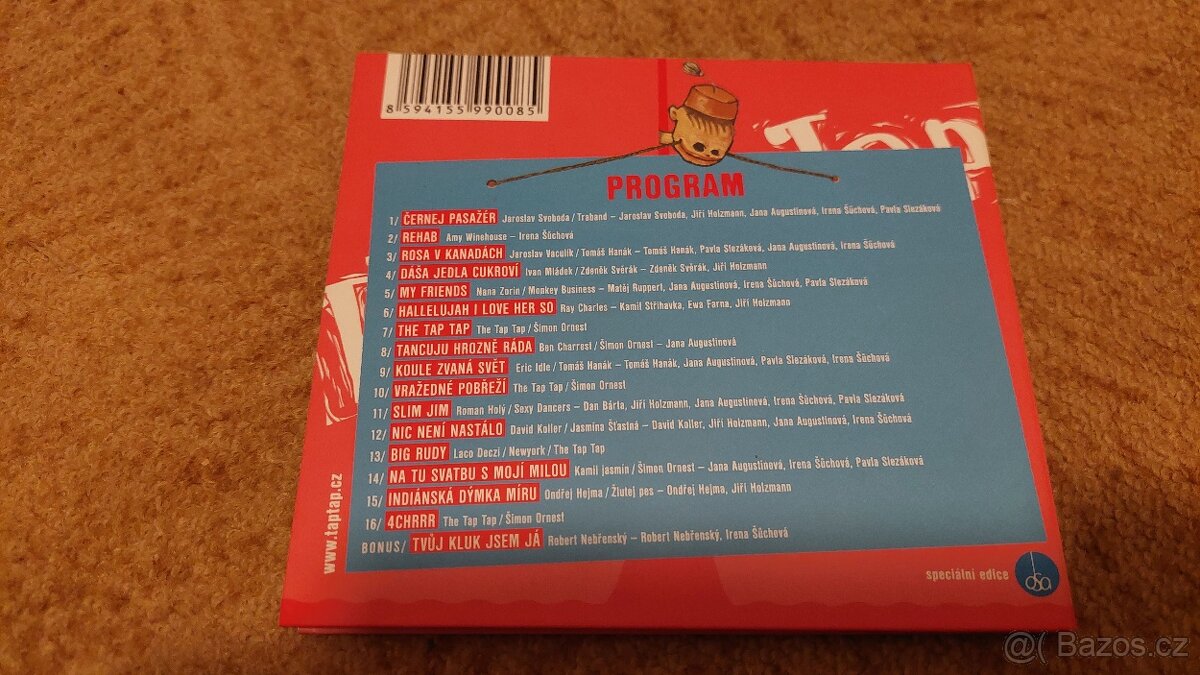 8 594155 990085
Tap
PROGRAM
1/ ČERNEJ PASAŽÉR Jaroslav Svoboda / Traband – Jaroslav Svoboda, Jiří Holzmann, Jana Augustinová, Irena Šůchová, Pavla Slezáková
2/ REHAB Amy Winehouse – Irena Šůchová
3/ ROSA V KANADÁCH Jaroslav Vaculík / Tomáš Hanák – Tomáš Hanák, Pavla Slezáková, Jana Augustinová, Irena Šůchová
4/ DÁŠA JEDLA CUKROVÍ Ivan Mládek / Zdeněk Svěrák – Zdeněk Svěrák, Jiří Holzmann
5/ MY FRIENDS Nana Zorin / Monkey Business – Matěj Ruppert, Jana Augustinová, Irena Šůchová, Pavla Slezáková
6/ HALLELUJAH I LOVE HER SO Ray Charles – Kamil Střihavka, Ewa Farna, Jiří Holzmann
7/ THE TAP TAP The Tap Tap / Šimon Ornest
8/ TANCUJU HROZNĚ RÁDA Ben Charrest / Šimon Ornest – Jana Augustinová
9/ KOULE ZVANÁ SVĚT Eric Idle / Tomáš Hanák – Tomáš Hanák, Jana Augustinová, Pavla Slezáková, Irena Šůchová
10/ VRAŽEDNÉ POBŘEŽÍ The Tap Tap / Šimon Ornest
11/ SLIM JIM Roman Holý / Sexy Dancers – Dan Bárta, Jiří Holzmann, Jana Augustinová, Irena Šůchová, Pavla Slezáková
12/ NIC NENÍ NASTÁLO David Koller / Jasmína Šťastná – David Koller, Jiří Holzmann, Jana Augustinová, Irena Šůchová
13/ BIG RUDY Laco Deczi / Newyork / The Tap Tap
14/ NA TU SVATBU S MOJÍ MILOU Kamil jasmín / Šimon Ornest – Jana Augustinová, Irena Šůchová, Pavla Slezáková
15/ INDIÁNSKÁ DÝMKA MÍRU Ondřej Hejma / Žlutej pes – Ondřej Hejma, Jiří Holzmann
16/ 4CHRRR The Tap Tap / Šimon Ornest
BONUS/ TVŮJ KLUK JSEM JÁ Robert Nebřenský – Robert Nebřenský, Irena Šůchová
www.taptap.cz
speciální edice
dsa
@( Bazos.cz